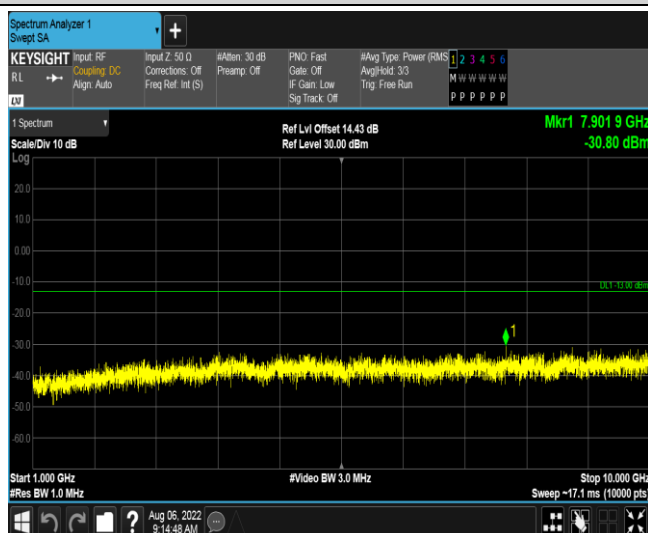 Spectrum Analyzer 1
Swept SA
+
KEYSIGHT
RL
LXI
Input: RF
Coupling: DC
Align: Auto
Input Z: 50 Ω
Corrections: Off
Freq Ref: Int (S)
#Atten: 30 dB
Preamp: Off
PNO: Fast
Gate: Off
IF Gain: Low
Sig Track: Off
#Avg Type: Power (RMS
Avg|Hold: 3/3
Trig: Free Run
1 2 3 4 5 6
M W W W W W
P P P P P P
1 Spectrum
Scale/Div 10 dB
Ref Lvl Offset 14.43 dB
Ref Level 30.00 dBm
Mkr1 7.901 9 GHz
-30.80 dBm
Log
20.0
10.0
0.00
-10.0
DL1 -13.00 dBm
-20.0
-30.0
1
-40.0
-50.0
-60.0
Start 1.000 GHz
#Video BW 3.0 MHz
Stop 10.000 GHz
#Res BW 1.0 MHz
Sweep ~17.1 ms (10000 pts)
?
Aug 06, 2022
9:14:48 AM